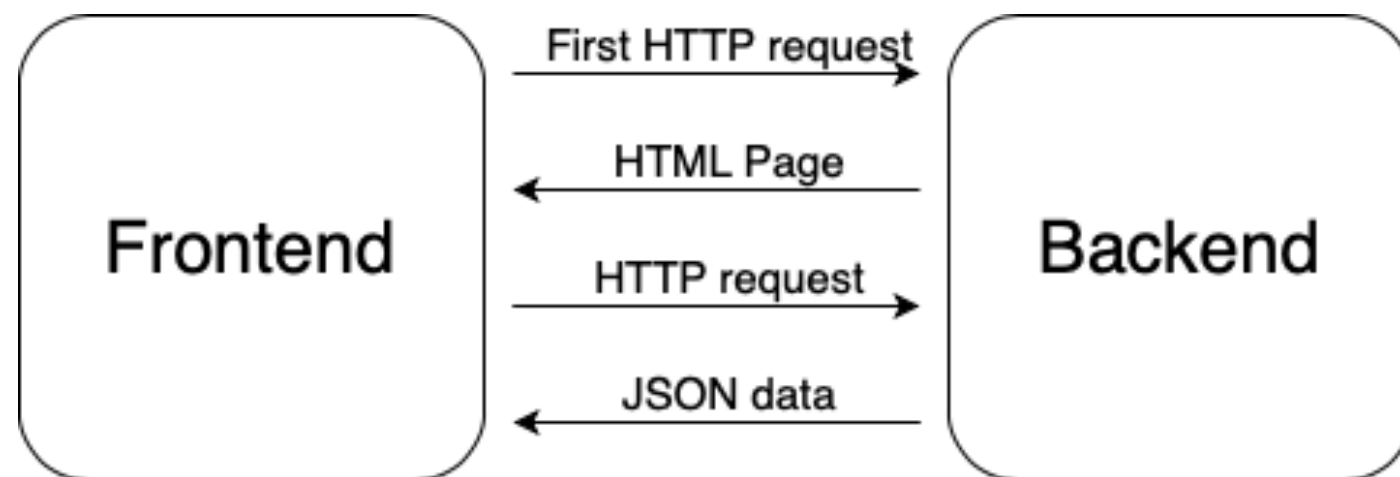 First HTTP request
HTML Page
Frontend
Backend
HTTP request
JSON data